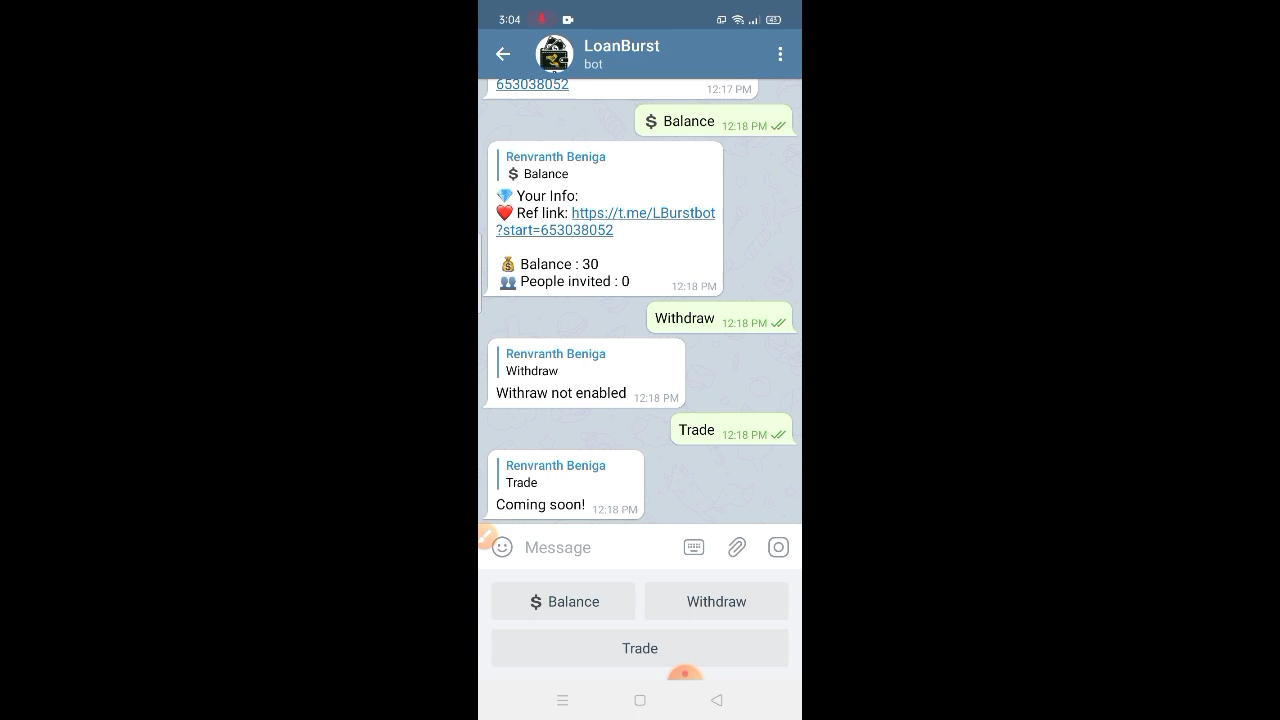 3:04
43
LoanBurst
bot
653038052
12:17 PM
$ Balance 12:18 PM
Renvranth Beniga
$ Balance
💎 Your Info:
❤️ Ref link: https://t.me/LBurstbot
?start=653038052
💰 Balance : 30
👥 People invited : 0
12:18 PM
Withdraw 12:18 PM
Renvranth Beniga
Withdraw
Withraw not enabled 12:18 PM
Trade 12:18 PM
Renvranth Beniga
Trade
Coming soon! 12:18 PM
Message
$ Balance
Withdraw
Trade